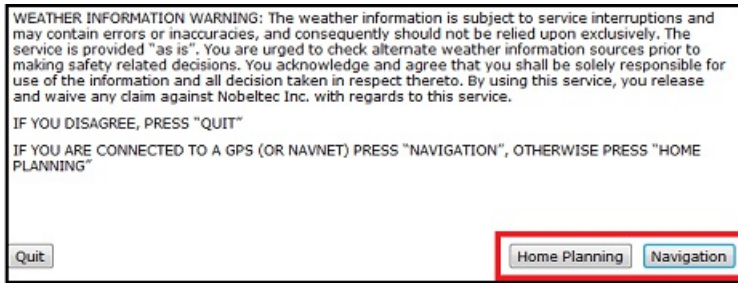 WEATHER INFORMATION WARNING: The weather information is subject to service interruptions and
may contain errors or inaccuracies, and consequently should not be relied upon exclusively. The
service is provided "as is". You are urged to check alternate weather information sources prior to
making safety related decisions. You acknowledge and agree that you shall be solely responsible for
use of the information and all decision taken in respect thereto. By using this service, you release
and waive any claim against Nobeltec Inc. with regards to this service.
IF YOU DISAGREE, PRESS "QUIT"
IF YOU ARE CONNECTED TO A GPS (OR NAVNET) PRESS "NAVIGATION", OTHERWISE PRESS "HOME
PLANNING"
Quit Home Planning Navigation